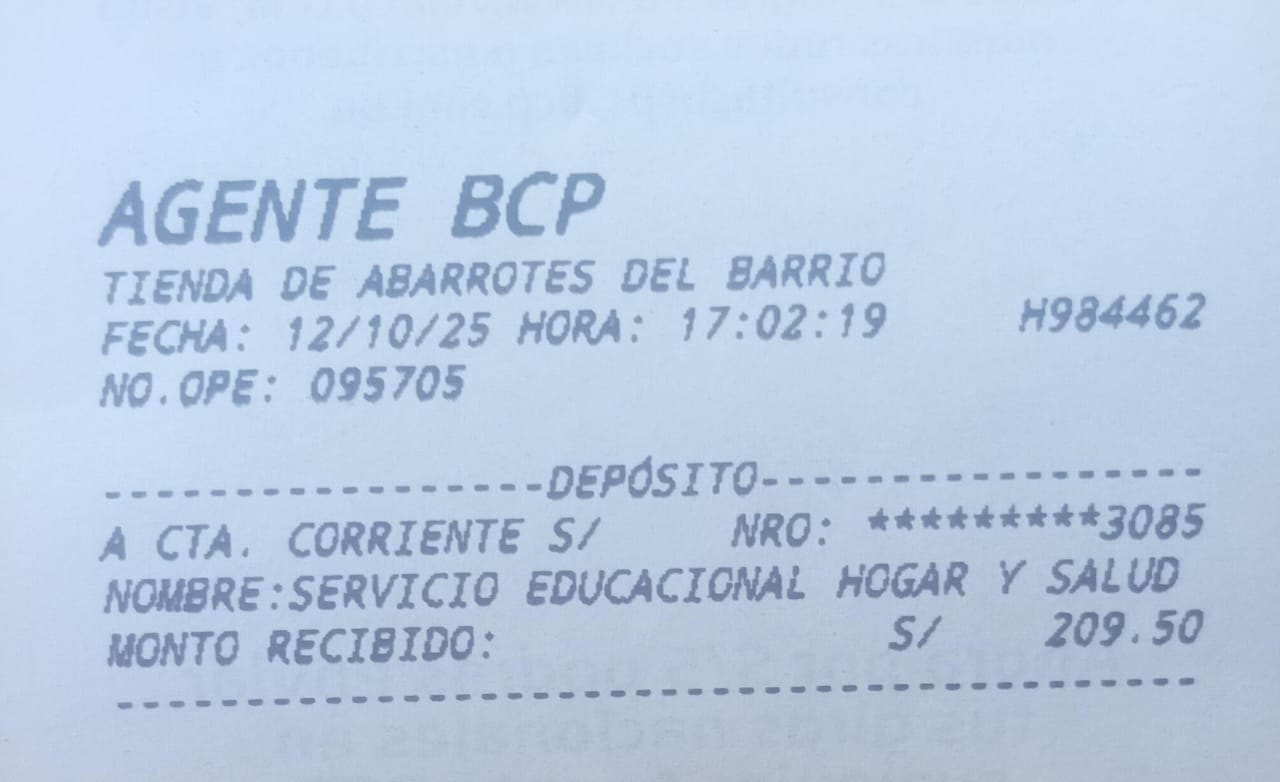 AGENTE BCP
TIENDA DE ABARROTES DEL BARRIO
FECHA: 12/10/25 HORA: 17:02:19 H984462
NO.OPE: 095705
-----------------DEPÓSITO-----------------
A CTA. CORRIENTE S/ NRO: *********3085
NOMBRE:SERVICIO EDUCACIONAL HOGAR Y SALUD
MONTO RECIBIDO: S/ 209.50
-----------------------------------------